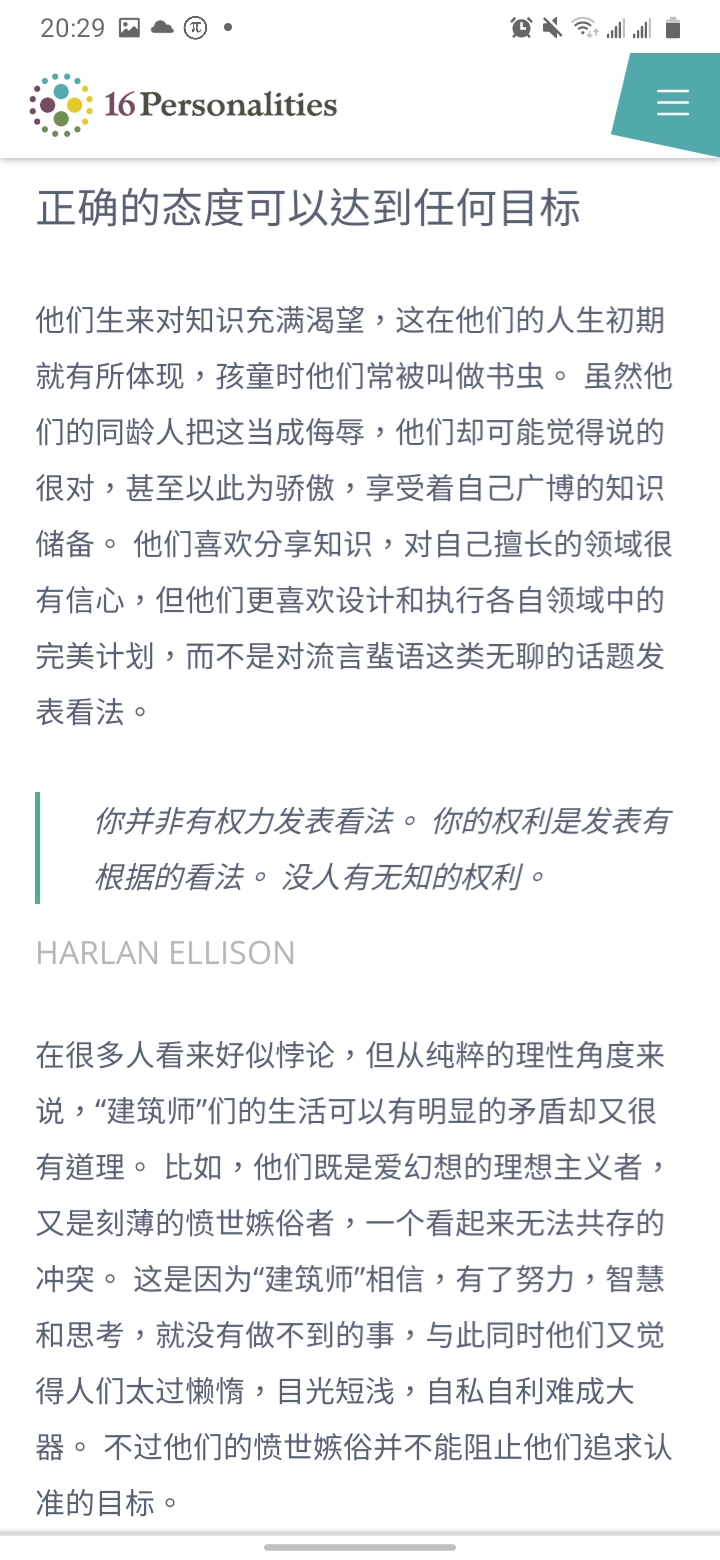 20:29
16Personalities
正确的态度可以达到任何目标
他们生来对知识充满渴望，这在他们的人生初期
就有所体现，孩童时他们常被叫做书虫。 虽然他
们的同龄人把这当成侮辱，他们却可能觉得说的
很对，甚至以此为骄傲，享受着自己广博的知识
储备。 他们喜欢分享知识，对自己擅长的领域很
有信心，但他们更喜欢设计和执行各自领域中的
完美计划，而不是对流言蜚语这类无聊的话题发
表看法。
你并非有权力发表看法。 你的权利是发表有
根据的看法。 没人有无知的权利。
HARLAN ELLISON
在很多人看来好似悖论，但从纯粹的理性角度来
说，“建筑师”们的生活可以有明显的矛盾却又很
有道理。 比如，他们既是爱幻想的理想主义者，
又是刻薄的愤世嫉俗者，一个看起来无法共存的
冲突。 这是因为“建筑师”相信，有了努力，智慧
和思考，就没有做不到的事，与此同时他们又觉
得人们太过懒惰，目光短浅，自私自利难成大
器。 不过他们的愤世嫉俗并不能阻止他们追求认
准的目标。